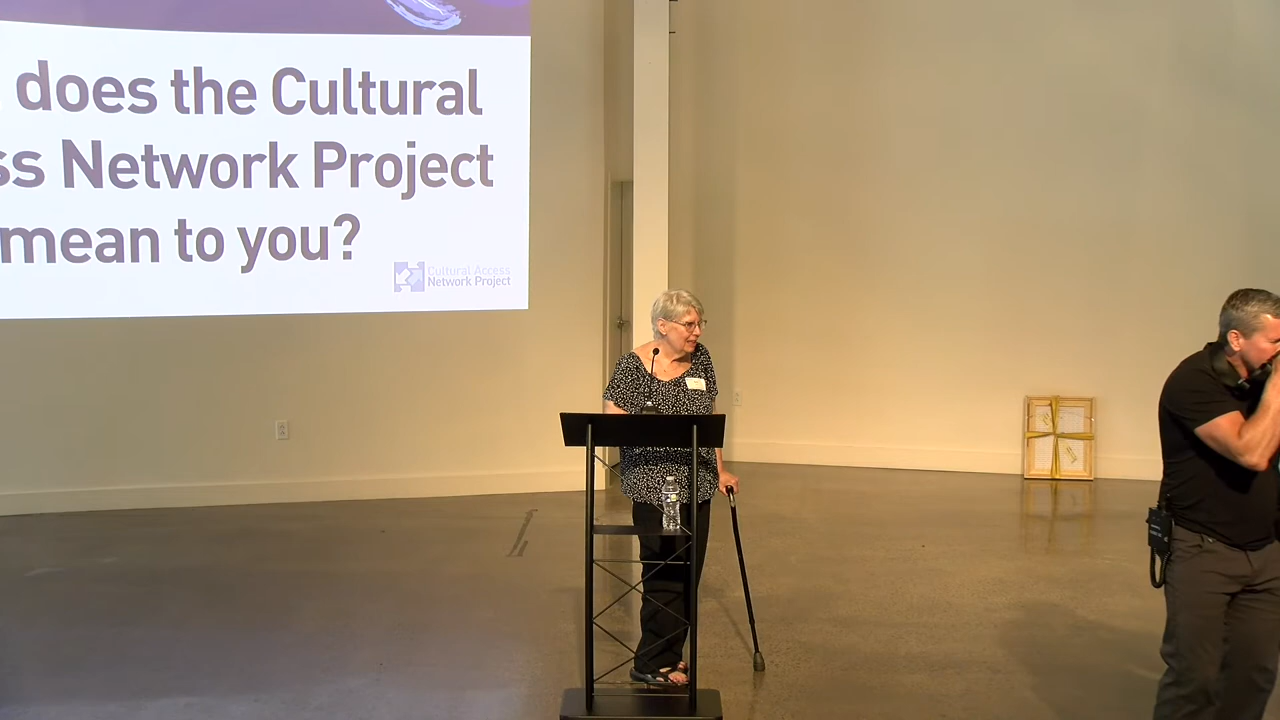 does the Cultural
ss Network Project
mean to you?
Cultural Access
Network Project